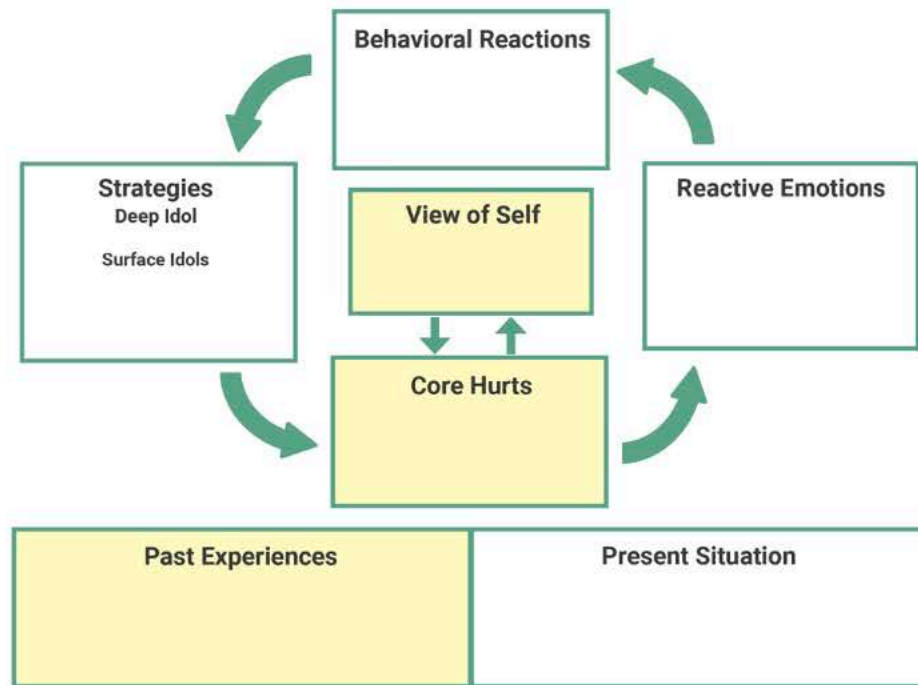 Behavioral Reactions
Strategies
Deep Idol
Surface Idols
View of Self
Reactive Emotions
Core Hurts
Past Experiences
Present Situation